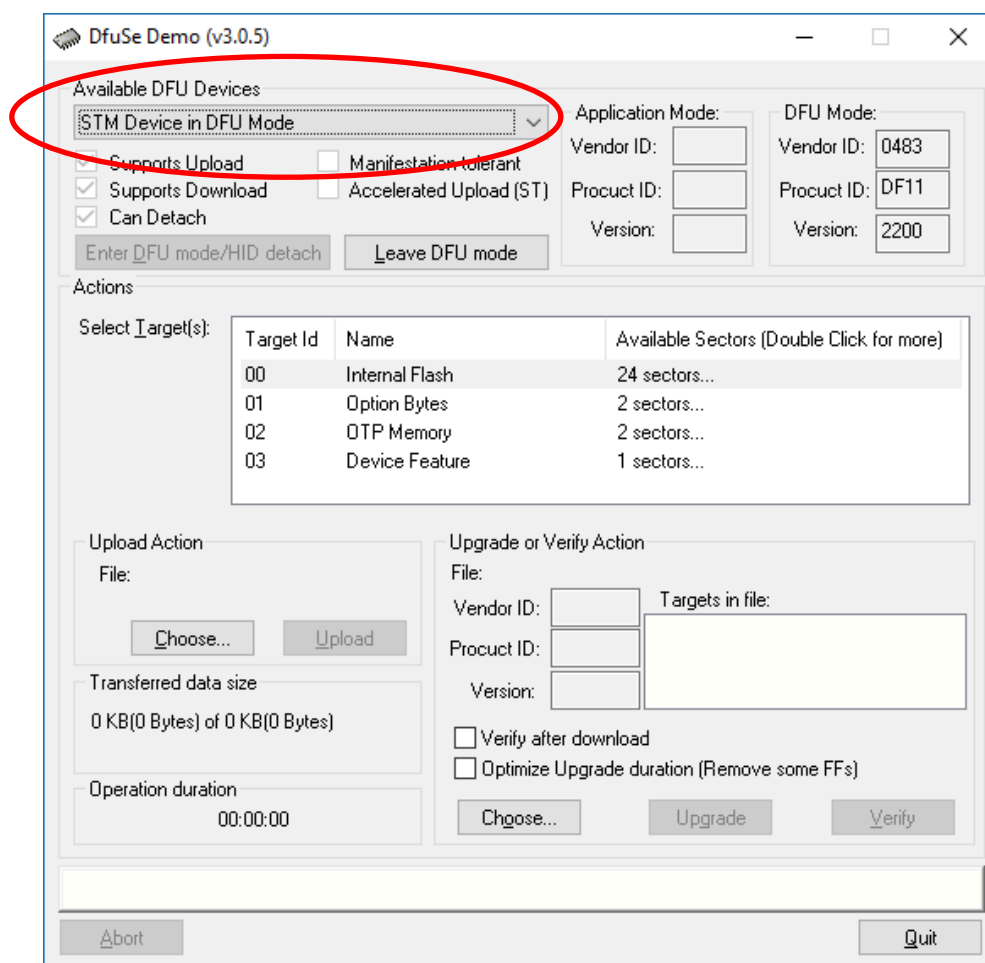 DfuSe Demo (v3.0.5)
Available DFU Devices
STM Device in DFU Mode
Supports Upload
Manifestation tolerant
Supports Download
Accelerated Upload (ST)
Can Detach
Enter DFU mode/HID detach
Leave DFU mode
Application Mode:
Vendor ID:
Procuct ID:
Version:
DFU Mode:
Vendor ID: 0483
Procuct ID: DF11
Version: 2200
Actions
Select Target(s):
Target Id Name Available Sectors (Double Click for more)
00 Internal Flash 24 sectors...
01 Option Bytes 2 sectors...
02 OTP Memory 2 sectors...
03 Device Feature 1 sectors...
Upload Action
File:
Choose... Upload
Transferred data size
0 KB(0 Bytes) of 0 KB(0 Bytes)
Operation duration
00:00:00
Upgrade or Verify Action
File:
Vendor ID:
Procuct ID:
Version:
Targets in file:
Verify after download
Optimize Upgrade duration (Remove some FFs)
Choose... Upgrade Verify
Abort Quit